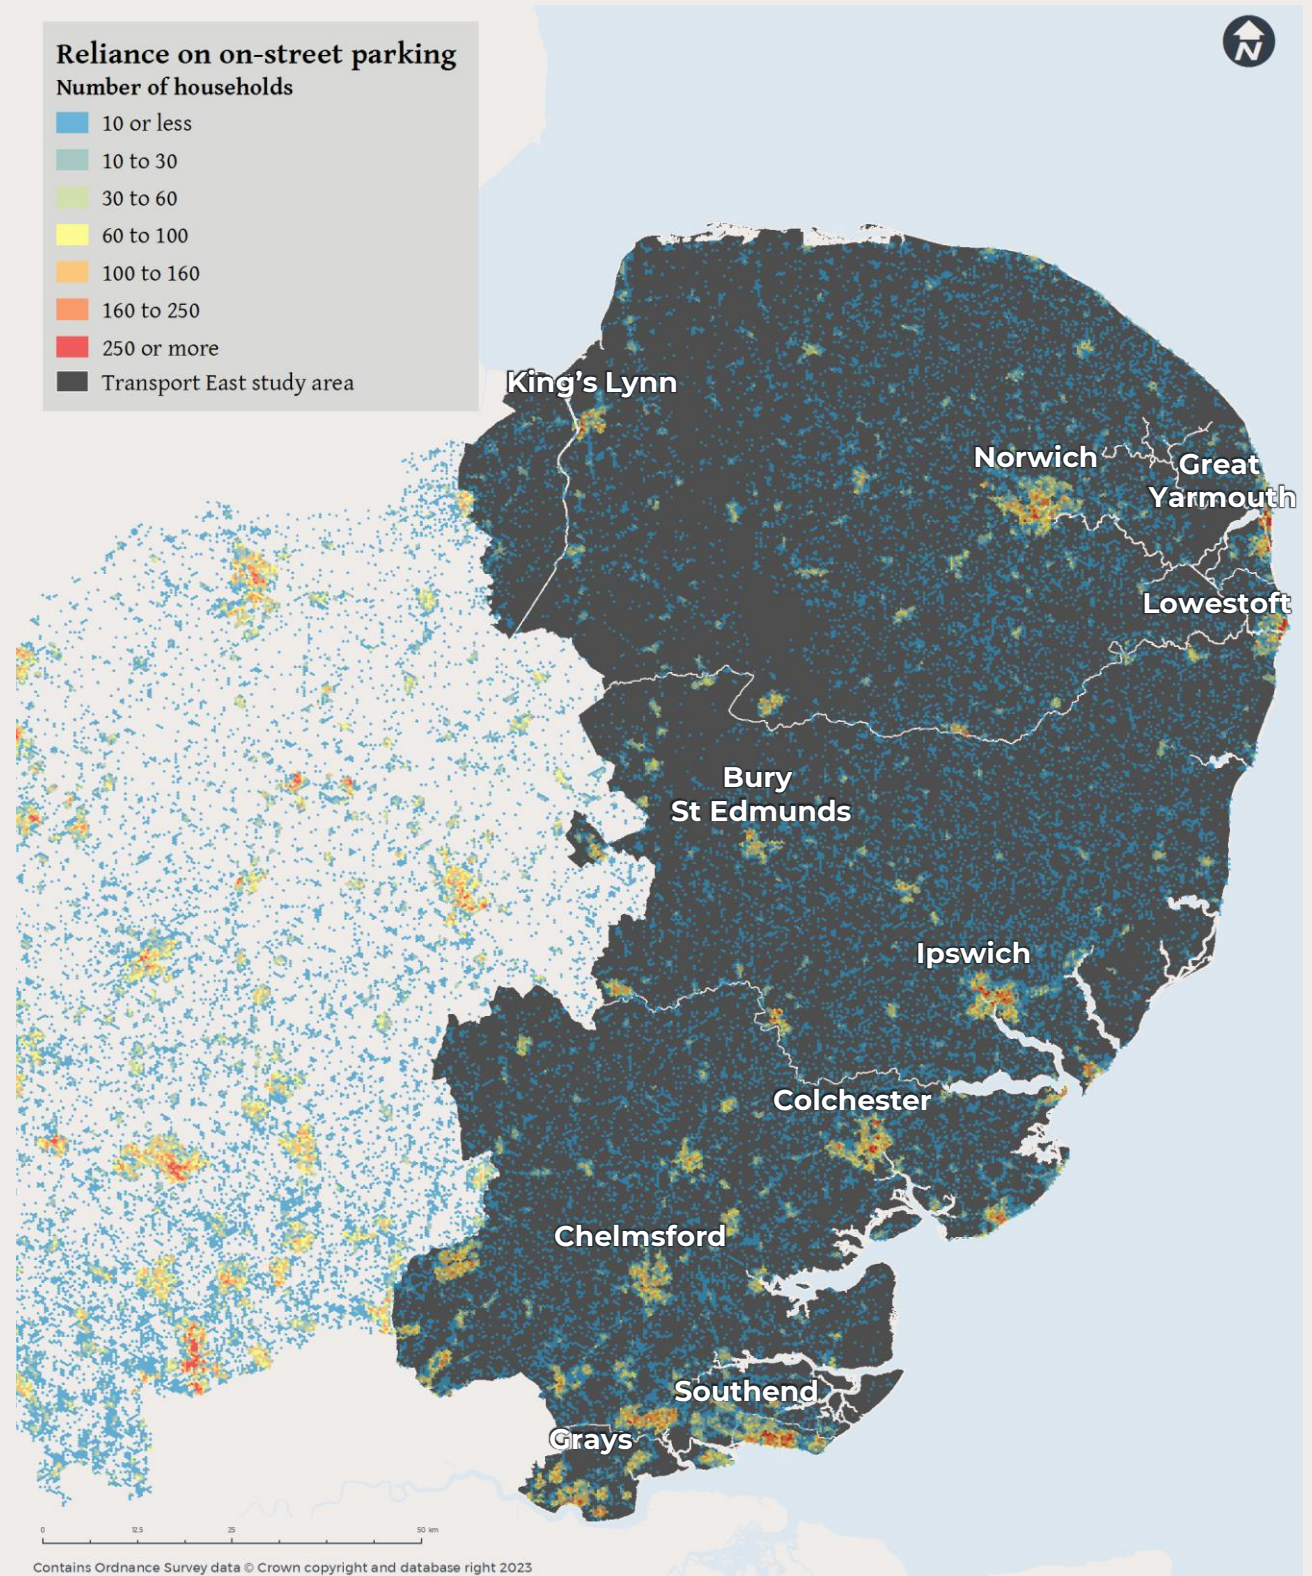 Reliance on on-street parking
Number of households
10 or less
10 to 30
30 to 60
60 to 100
100 to 160
160 to 250
250 or more
Transport East study area
N
King's Lynn
Norwich
Great
Yarmouth
Lowestoft
Bury
St Edmunds
Ipswich
Colchester
Chelmsford
Southend
Grays
0 12.5 25 50 km
Contains Ordnance Survey data © Crown copyright and database right 2023